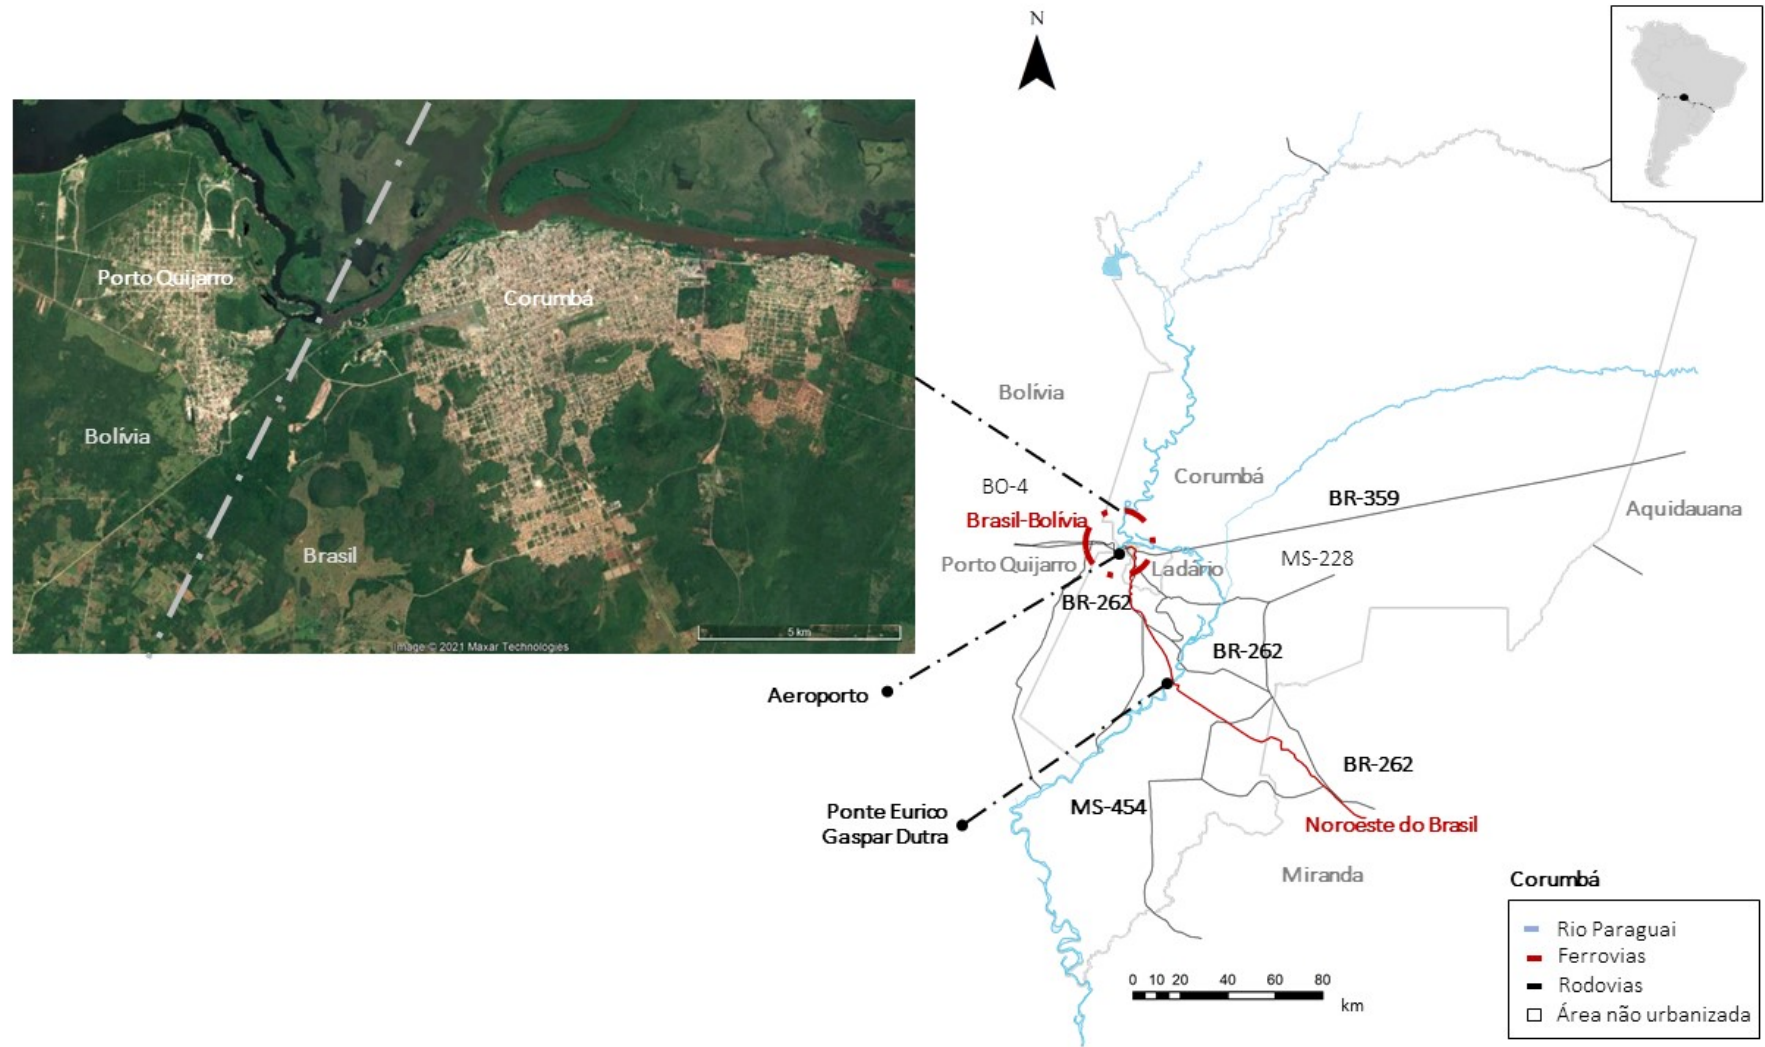 N
Porto Quijarro
Corumbá
Bolívia
Brasil
5 km
Image © 2021 Maxar Technologies
Bolívia
Corumbá
BO-4
BR-359
Aquidauana
Brasil-Bolívia
Porto Quijarro
Ladário
MS-228
BR-262
BR-262
Aeroporto
BR-262
Ponte Eurico
Gaspar Dutra
MS-454
Noroeste do Brasil
Miranda
Corumbá
Rio Paraguai
Ferrovias
Rodovias
Área não urbanizada
0 10 20 40 60 80
km